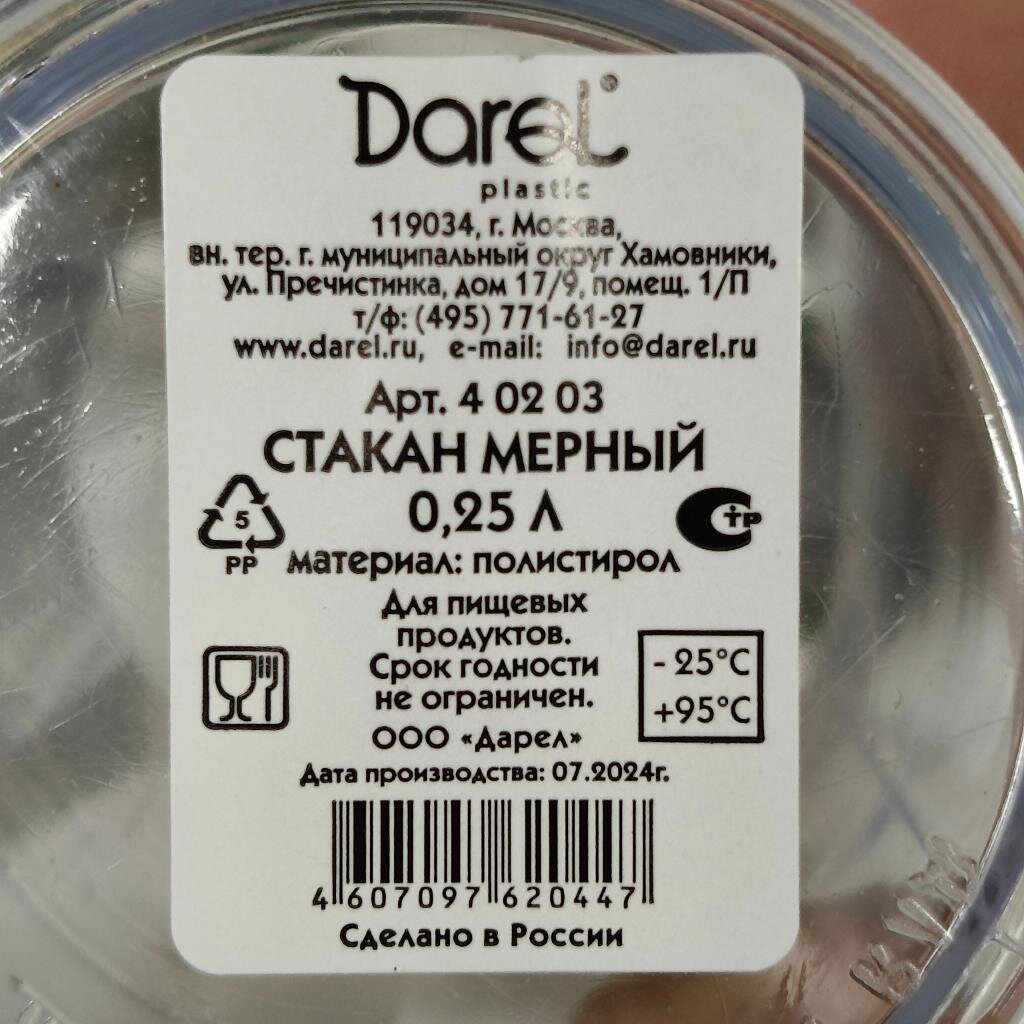 Darel®
plastic
119034, г. Москва,
вн. тер. г. муниципальный округ Хамовники,
ул. Пречистинка, дом 17/9, помещ. 1/П
т/ф: (495) 771-61-27
www.darel.ru, e-mail: info@darel.ru
Арт. 4 02 03
СТАКАН МЕРНЫЙ
0,25 Л
5
PP
СТР
материал: полистирол
Для пищевых
продуктов.
Срок годности
не ограничен.
- 25°C
+95°C
ООО «Дарел»
Дата производства: 07.2024г.
4 607097 620447
Сделано в России